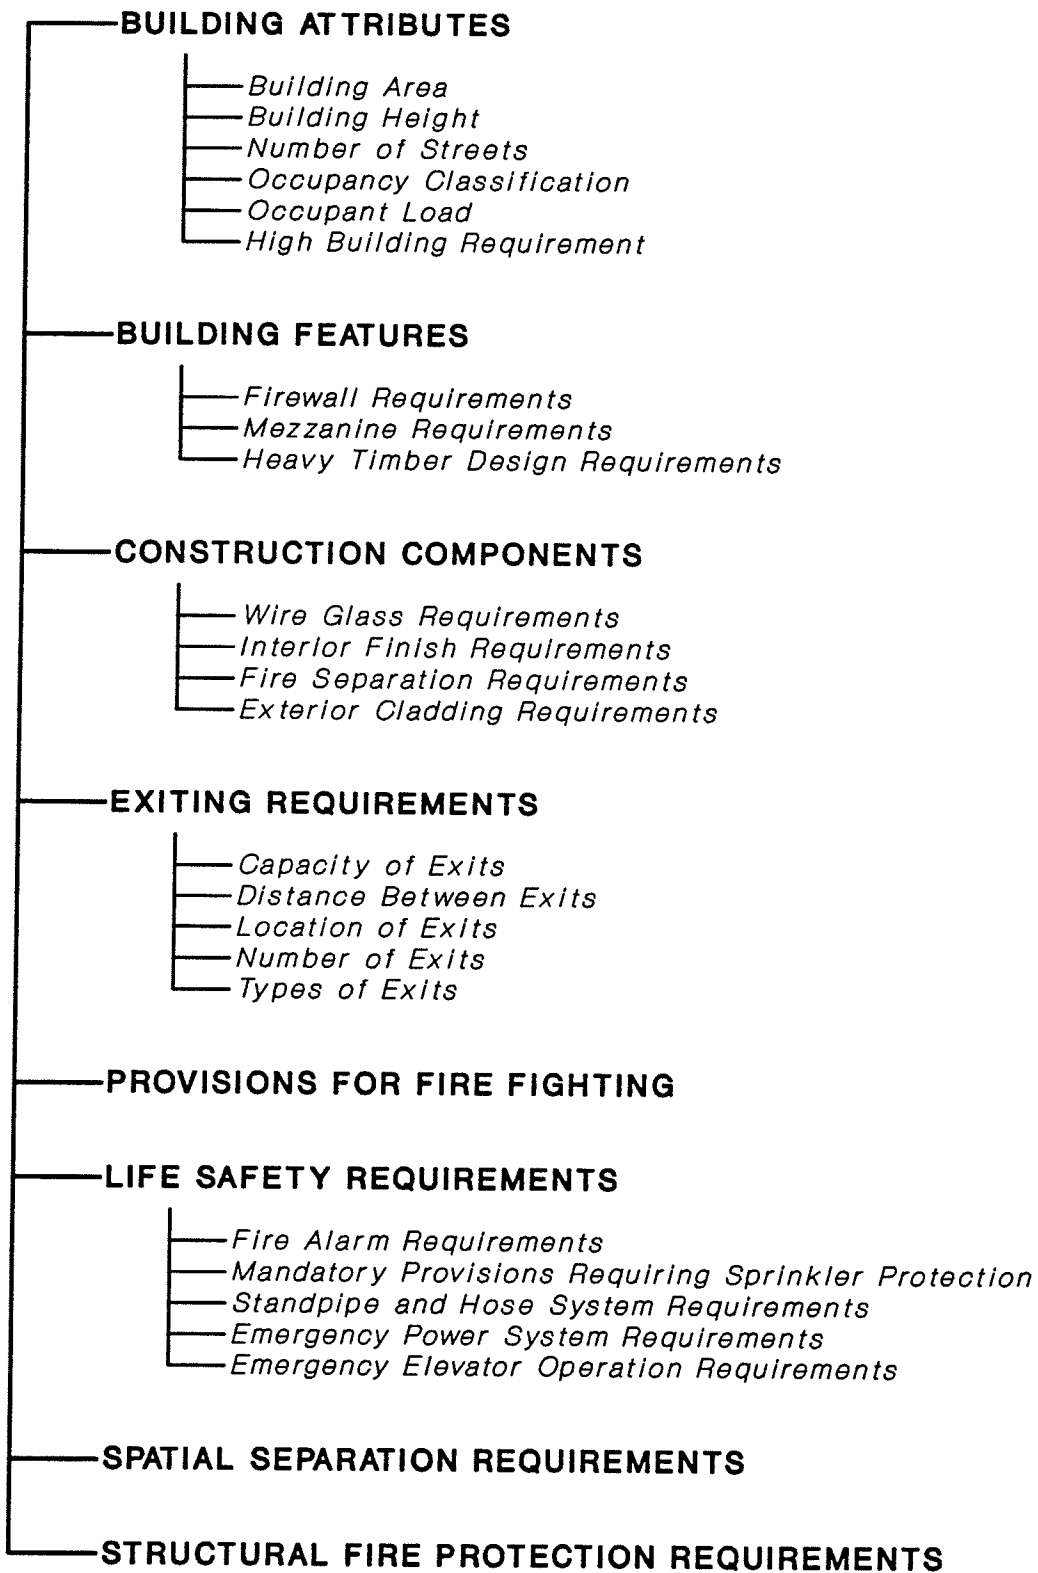 BUILDING ATTRIBUTES
Building Area
Building Height
Number of Streets
Occupancy Classification
Occupant Load
High Building Requirement
BUILDING FEATURES
Firewall Requirements
Mezzanine Requirements
Heavy Timber Design Requirements
CONSTRUCTION COMPONENTS
Wire Glass Requirements
Interior Finish Requirements
Fire Separation Requirements
Exterior Cladding Requirements
EXITING REQUIREMENTS
Capacity of Exits
Distance Between Exits
Location of Exits
Number of Exits
Types of Exits
PROVISIONS FOR FIRE FIGHTING
LIFE SAFETY REQUIREMENTS
Fire Alarm Requirements
Mandatory Provisions Requiring Sprinkler Protection
Standpipe and Hose System Requirements
Emergency Power System Requirements
Emergency Elevator Operation Requirements
SPATIAL SEPARATION REQUIREMENTS
STRUCTURAL FIRE PROTECTION REQUIREMENTS